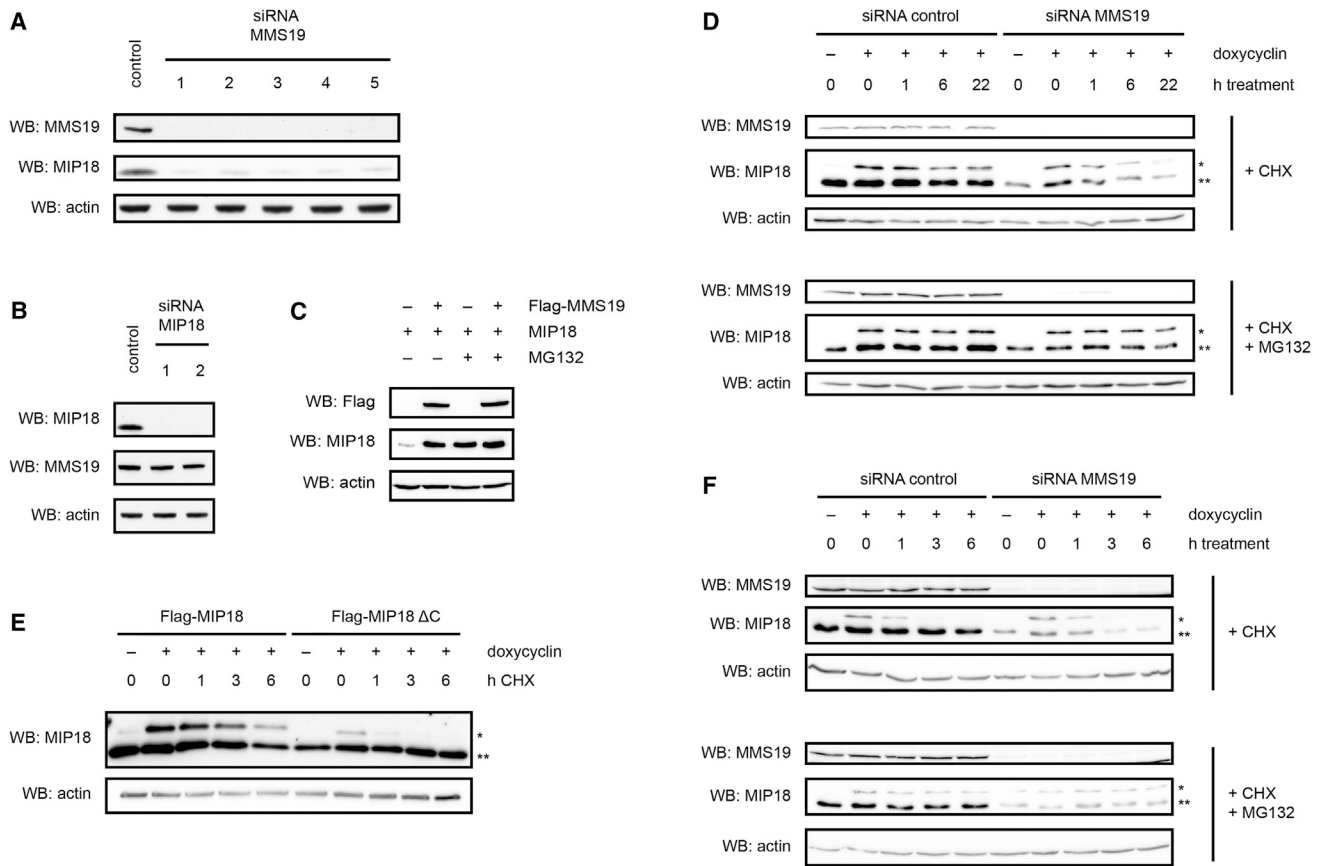 A
siRNA
MMS19
control
1 2 3 4 5
WB: MMS19
WB: MIP18
WB: actin
B
siRNA
MIP18
control
1 2
WB: MIP18
WB: MMS19
WB: actin
C
– + – + Flag-MMS19
+ + + + MIP18
– – + + MG132
WB: Flag
WB: MIP18
WB: actin
D
siRNA control siRNA MMS19
– + + + + – + + + + doxycyclin
0 0 1 6 22 0 0 1 6 22 h treatment
WB: MMS19
WB: MIP18 *
**
WB: actin
+ CHX
WB: MMS19
WB: MIP18 *
**
WB: actin
+ CHX
+ MG132
E
Flag-MIP18 Flag-MIP18 ΔC
– + + + + – + + + + doxycyclin
0 0 1 3 6 0 0 1 3 6 h CHX
WB: MIP18 *
**
WB: actin
F
siRNA control siRNA MMS19
– + + + + – + + + + doxycyclin
0 0 1 3 6 0 0 1 3 6 h treatment
WB: MMS19
WB: MIP18 *
**
WB: actin
+ CHX
WB: MMS19
WB: MIP18 *
**
WB: actin
+ CHX
+ MG132